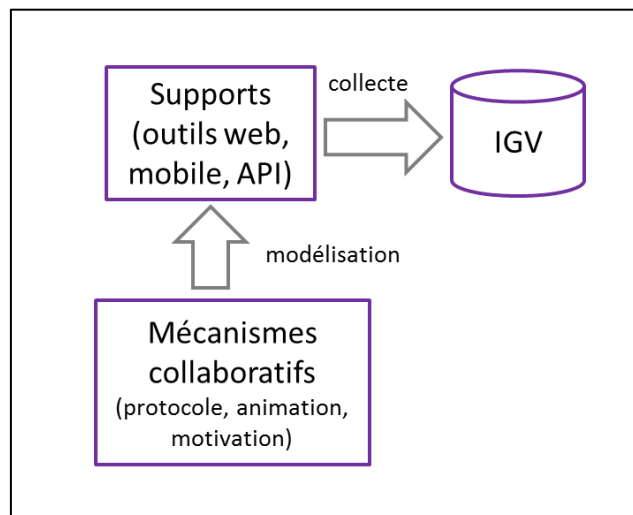 Supports
(outils web,
mobile, API)
collecte
IGV
modélisation
Mécanismes
collaboratifs
(protocole, animation,
motivation)